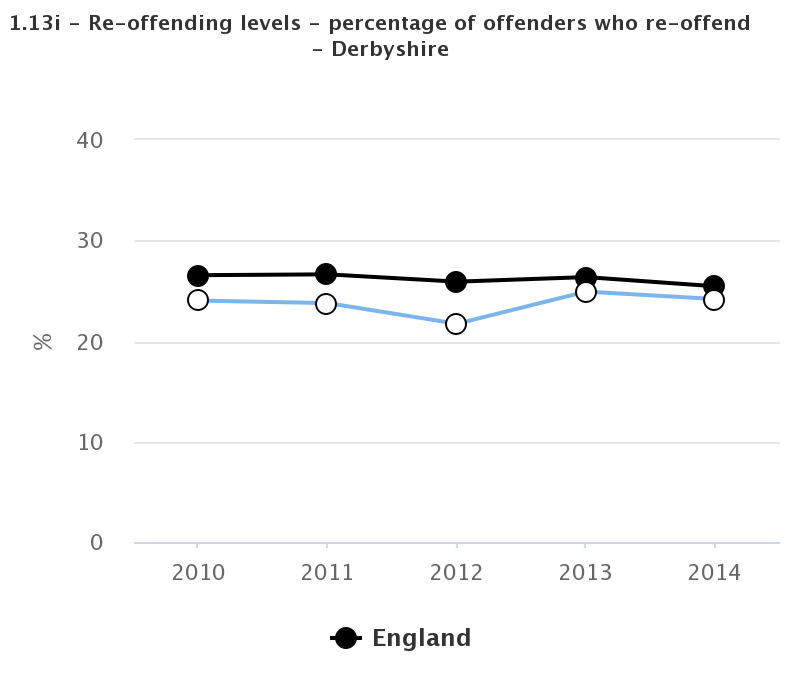 1.13i – Re-offending levels – percentage of offenders who re-offend
– Derbyshire
40
30
%
20
10
0
2010 2011 2012 2013 2014
England